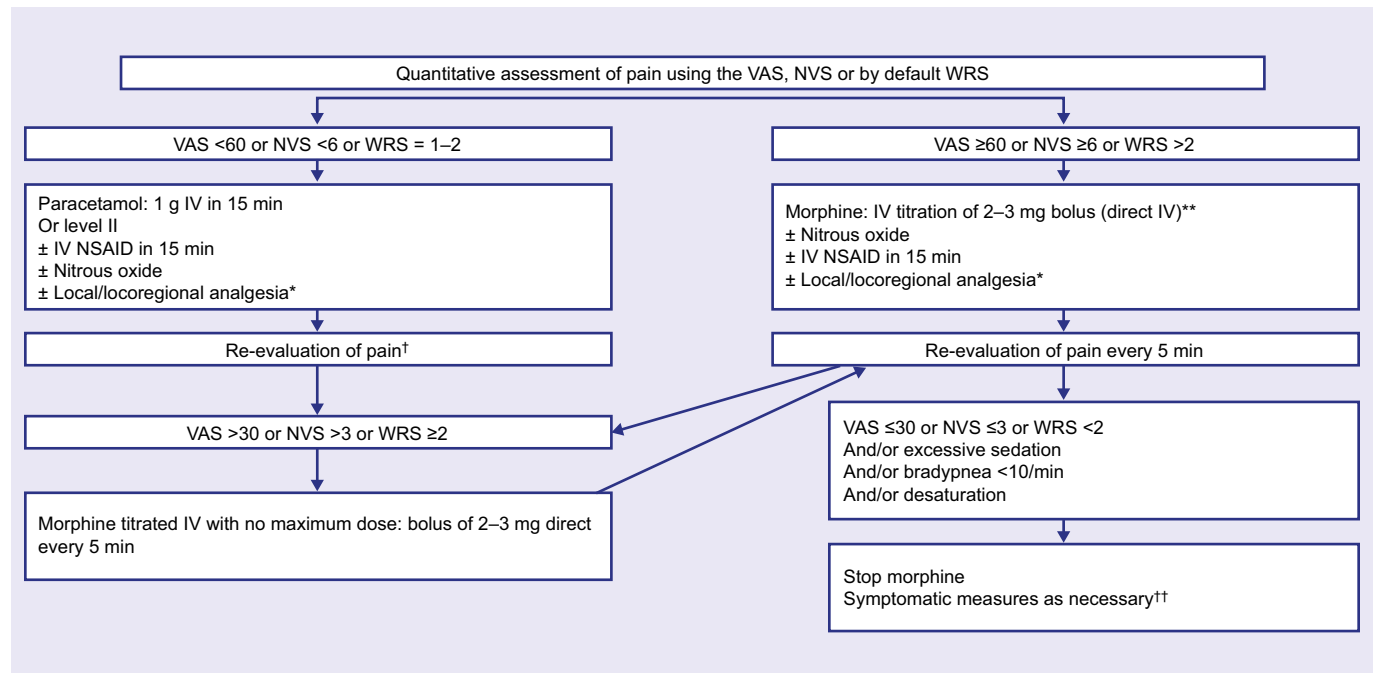 Quantitative assessment of pain using the VAS, NVS or by default WRS
VAS <60 or NVS <6 or WRS = 1–2
Paracetamol: 1 g IV in 15 min
Or level II
± IV NSAID in 15 min
± Nitrous oxide
± Local/locoregional analgesia*
Re-evaluation of pain†
VAS >30 or NVS >3 or WRS ≥2
Morphine titrated IV with no maximum dose: bolus of 2–3 mg direct
every 5 min
VAS ≥60 or NVS ≥6 or WRS >2
Morphine: IV titration of 2–3 mg bolus (direct IV)**
± Nitrous oxide
± IV NSAID in 15 min
± Local/locoregional analgesia*
Re-evaluation of pain every 5 min
VAS ≤30 or NVS ≤3 or WRS <2
And/or excessive sedation
And/or bradypnea <10/min
And/or desaturation
Stop morphine
Symptomatic measures as necessary††